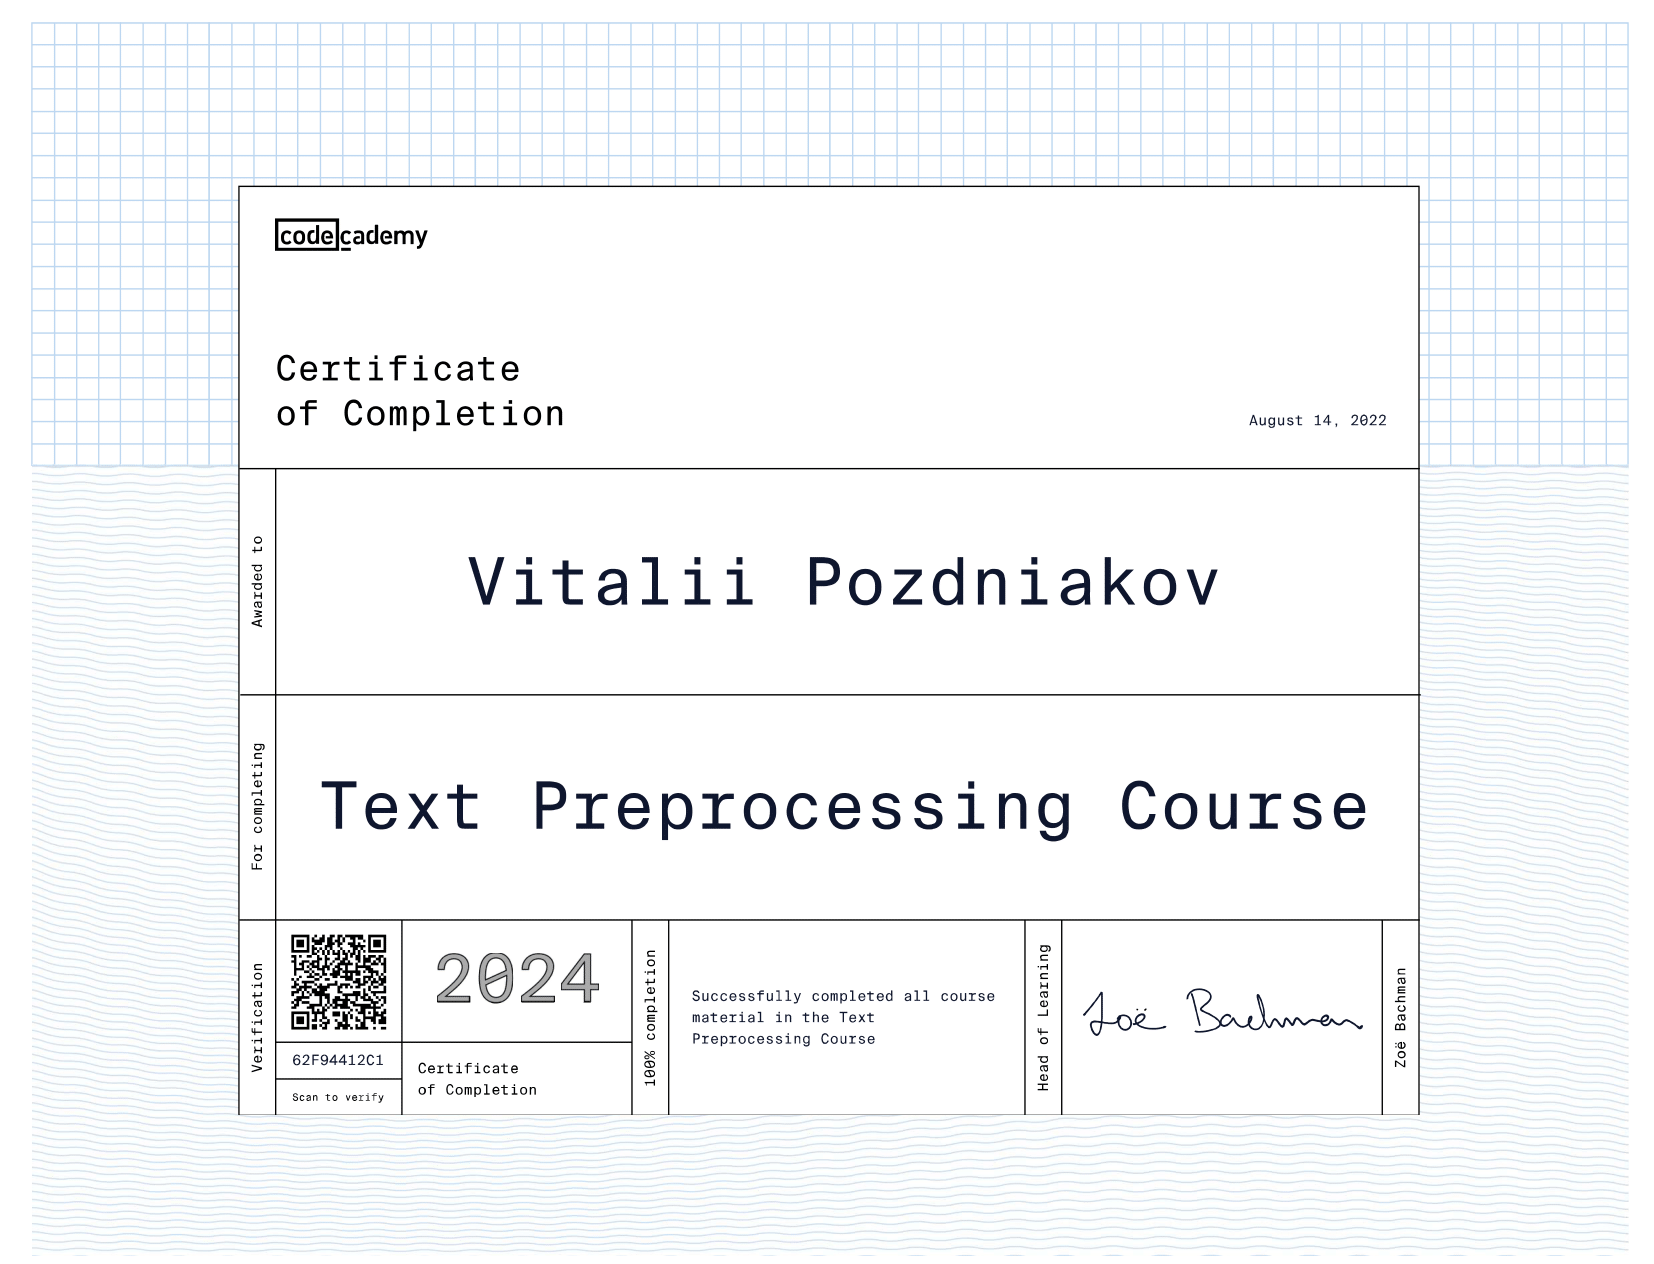 codecademy
Certificate
of Completion
August 14, 2022
Awarded to
Vitalii Pozdniakov
For completing
Text Preprocessing Course
Verification
62F94412C1
Scan to verify
2024
Certificate
of Completion
100% completion
Successfully completed all course
material in the Text
Preprocessing Course
Head of Learning
Zoë Bachman
Zoë Bachman